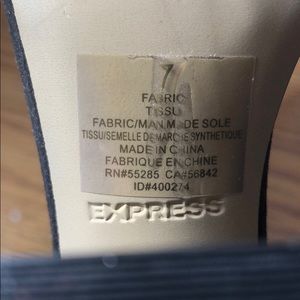 7
FABRIC
TISSU
FABRIC/MAN MADE SOLE
TISSU/SEMELLE DE MARCHE SYNTHETIQUE
MADE IN CHINA
FABRIQUE EN CHINE
RN#55285 CA#56842
ID#400274
EXPRESS